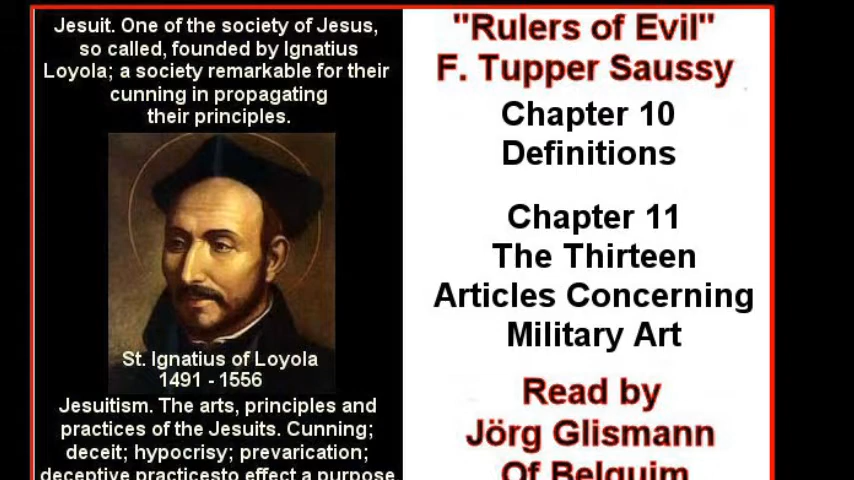 Jesuit. One of the society of Jesus,
so called, founded by Ignatius
Loyola; a society remarkable for their
cunning in propagating
their principles.
St. Ignatius of Loyola
1491 - 1556
Jesuitism. The arts, principles and
practices of the Jesuits. Cunning;
deceit; hypocrisy; prevarication;
deceptive practicesto effect a purpose
"Rulers of Evil"
F. Tupper Saussy
Chapter 10
Definitions
Chapter 11
The Thirteen
Articles Concerning
Military Art
Read by
Jörg Glismann
Of Belguim